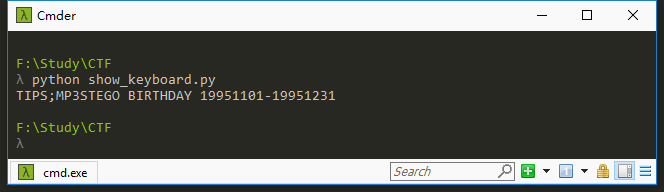 Cmder
F:\Study\CTF
λ python show_keyboard.py
TIPS;MP3STEGO BIRTHDAY 19951101-19951231
F:\Study\CTF
λ
cmd.exe
Search